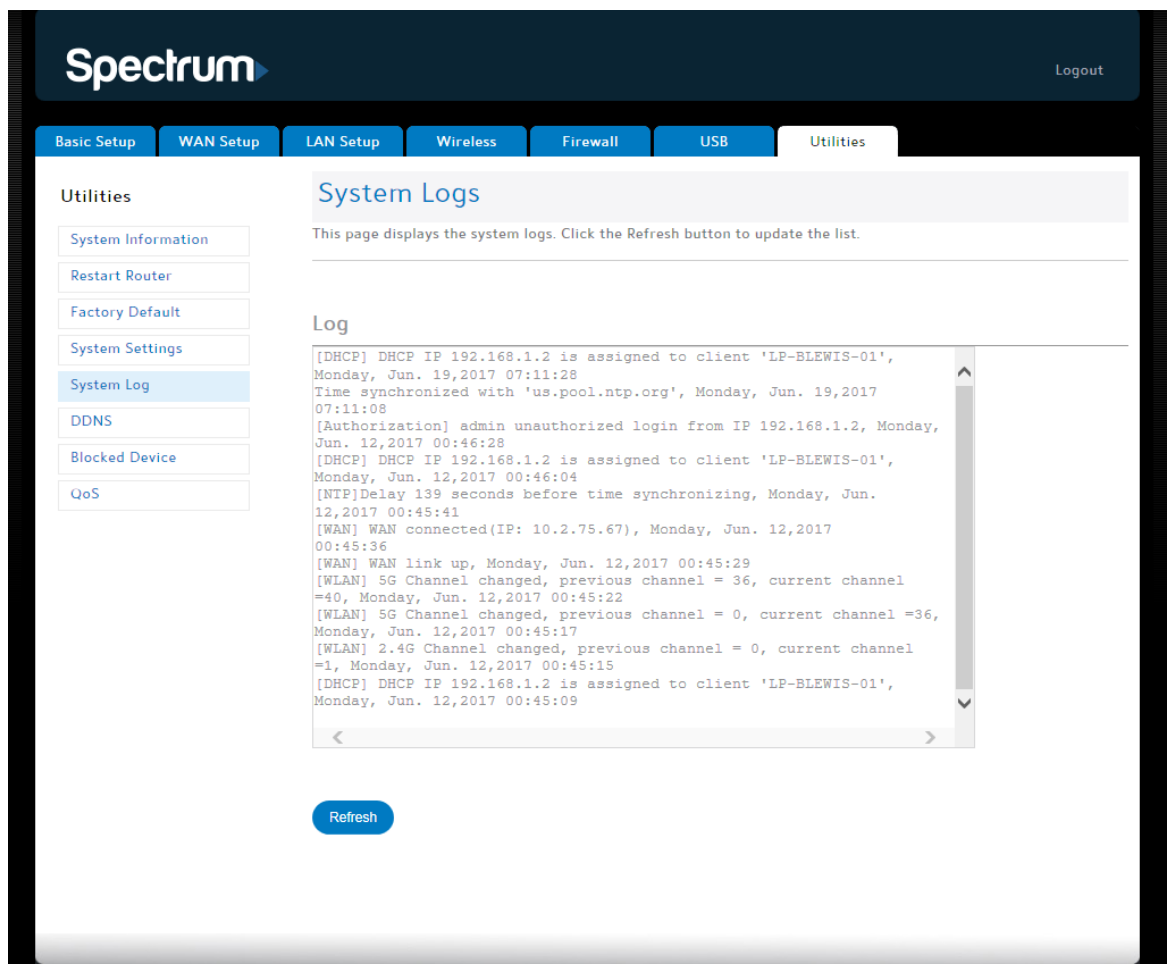 Spectrum
Logout
Basic Setup WAN Setup LAN Setup Wireless Firewall USB Utilities
Utilities
System Information
Restart Router
Factory Default
System Settings
System Log
DDNS
Blocked Device
QoS
System Logs
This page displays the system logs. Click the Refresh button to update the list.
Log
[DHCP] DHCP IP 192.168.1.2 is assigned to client 'LP-BLEWIS-01',
Monday, Jun. 19,2017 07:11:28
Time synchronized with 'us.pool.ntp.org', Monday, Jun. 19,2017
07:11:08
[Authorization] admin unauthorized login from IP 192.168.1.2, Monday,
Jun. 12,2017 00:46:28
[DHCP] DHCP IP 192.168.1.2 is assigned to client 'LP-BLEWIS-01',
Monday, Jun. 12,2017 00:46:04
[NTP]Delay 139 seconds before time synchronizing, Monday, Jun.
12,2017 00:45:41
[WAN] WAN connected(IP: 10.2.75.67), Monday, Jun. 12,2017
00:45:36
[WAN] WAN link up, Monday, Jun. 12,2017 00:45:29
[WLAN] 5G Channel changed, previous channel = 36, current channel
=40, Monday, Jun. 12,2017 00:45:22
[WLAN] 5G Channel changed, previous channel = 0, current channel =36,
Monday, Jun. 12,2017 00:45:17
[WLAN] 2.4G Channel changed, previous channel = 0, current channel
=1, Monday, Jun. 12,2017 00:45:15
[DHCP] DHCP IP 192.168.1.2 is assigned to client 'LP-BLEWIS-01',
Monday, Jun. 12,2017 00:45:09
Refresh